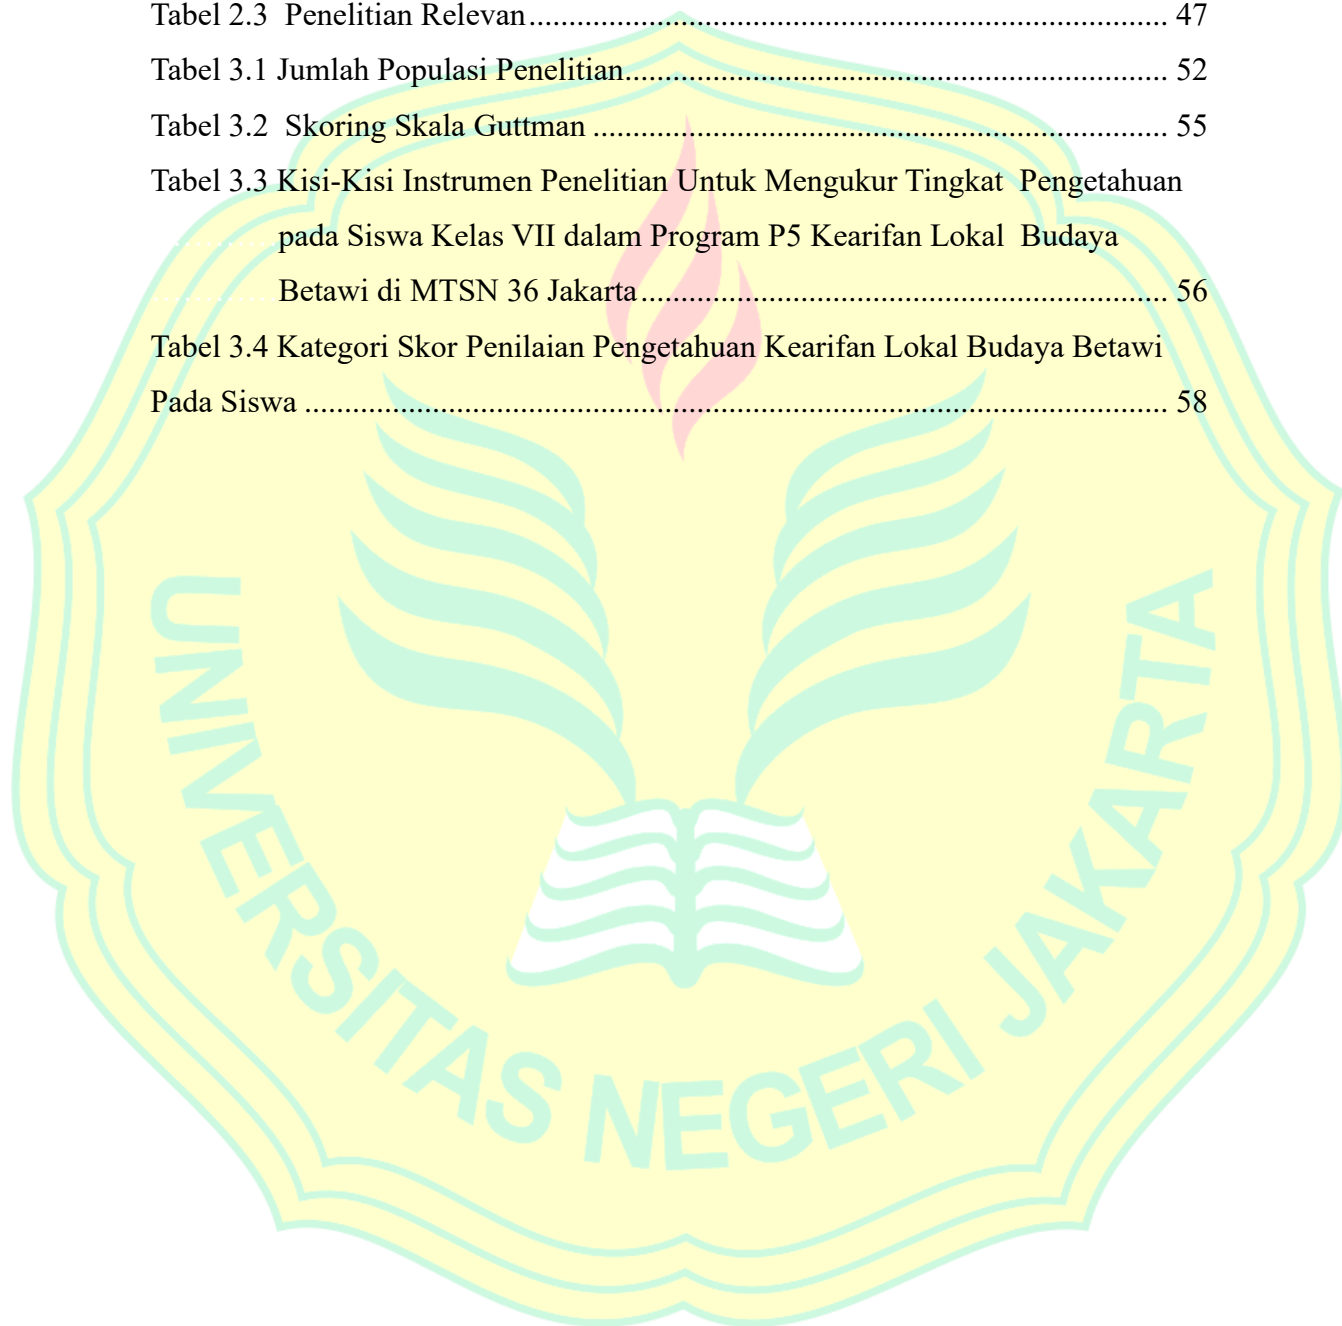 Tabel 2.3  Penelitian Relevan................................................................................ 47
Tabel 3.1 Jumlah Populasi Penelitian.................................................................... 52
Tabel 3.2  Skoring Skala Guttman ........................................................................ 55
Tabel 3.3 Kisi-Kisi Instrumen Penelitian Untuk Mengukur Tingkat  Pengetahuan
pada Siswa Kelas VII dalam Program P5 Kearifan Lokal  Budaya
Betawi di MTSN 36 Jakarta.................................................................. 56
Tabel 3.4 Kategori Skor Penilaian Pengetahuan Kearifan Lokal Budaya Betawi
Pada Siswa ............................................................................................................ 58
UNIVERSITAS NEGERI JAKARTA